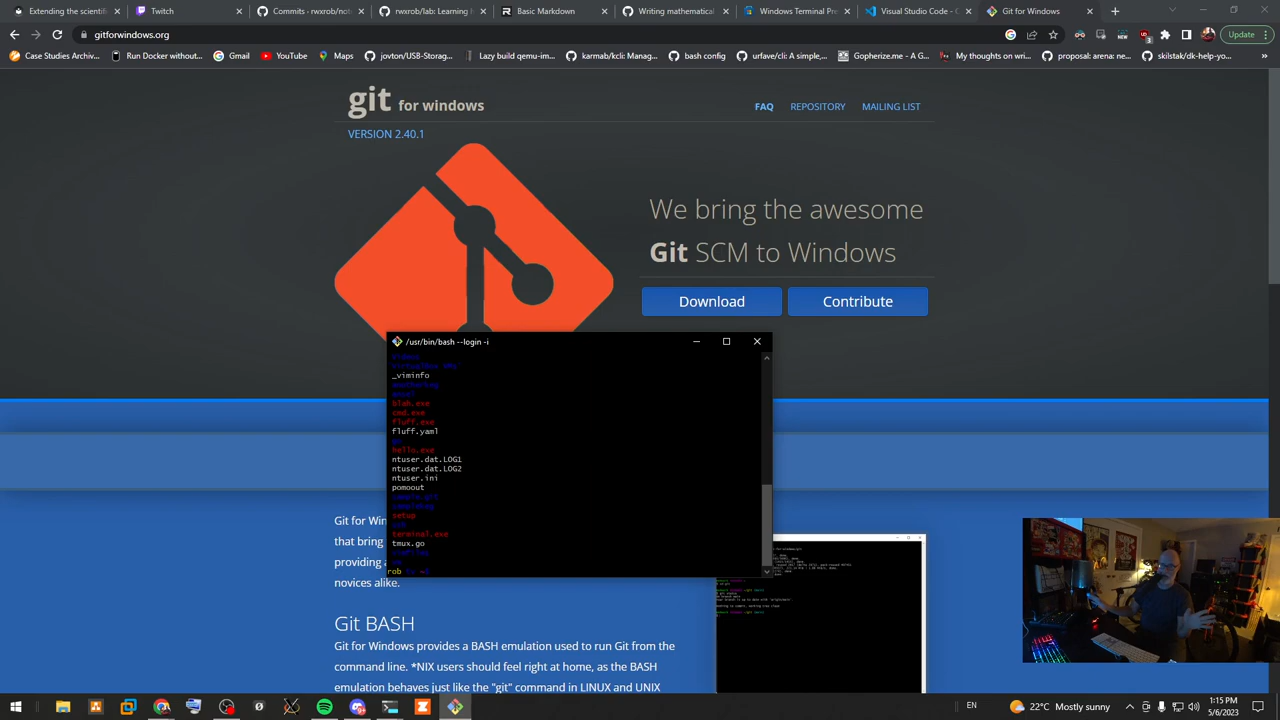 Extending the scientific
Twitch
Commits · rwxrob/not
rwxrob/lab: Learning
Basic Markdown
Writing mathematical
Windows Terminal Pre
Visual Studio Code - C
Git for Windows
gitforwindows.org
Update
Case Studies Archiv...
Run Docker without...
Gmail
YouTube
Maps
joxton/USB-Storag...
Lazy build qemu-im...
karmab/kcli: Manag...
bash config
urfave/cli: A simple,...
Gopherize.me - A G...
My thoughts on wri...
proposal: arena: ne...
skilstak/dk-help-yo...
git for windows
FAQ
REPOSITORY
MAILING LIST
VERSION 2.40.1
We bring the awesome
Git SCM to Windows
Download
Contribute
/usr/bin/bash --login -i
Videos
_viminfo
blah.exe
cmd.exe
fluff.exe
fluff.yaml
go
hello.exe
ntuser.dat.LOG1
ntuser.dat.LOG2
ntuser.ini
pomoout
setup
terminal.exe
tmux.go
rob
Git for Win
that bring
providing a
novices alike.
Git BASH
Git for Windows provides a BASH emulation used to run Git from the
command line. *NIX users should feel right at home, as the BASH
emulation behaves just like the "git" command in LINUX and UNIX
EN
22°C Mostly sunny
1:15 PM
5/6/2023